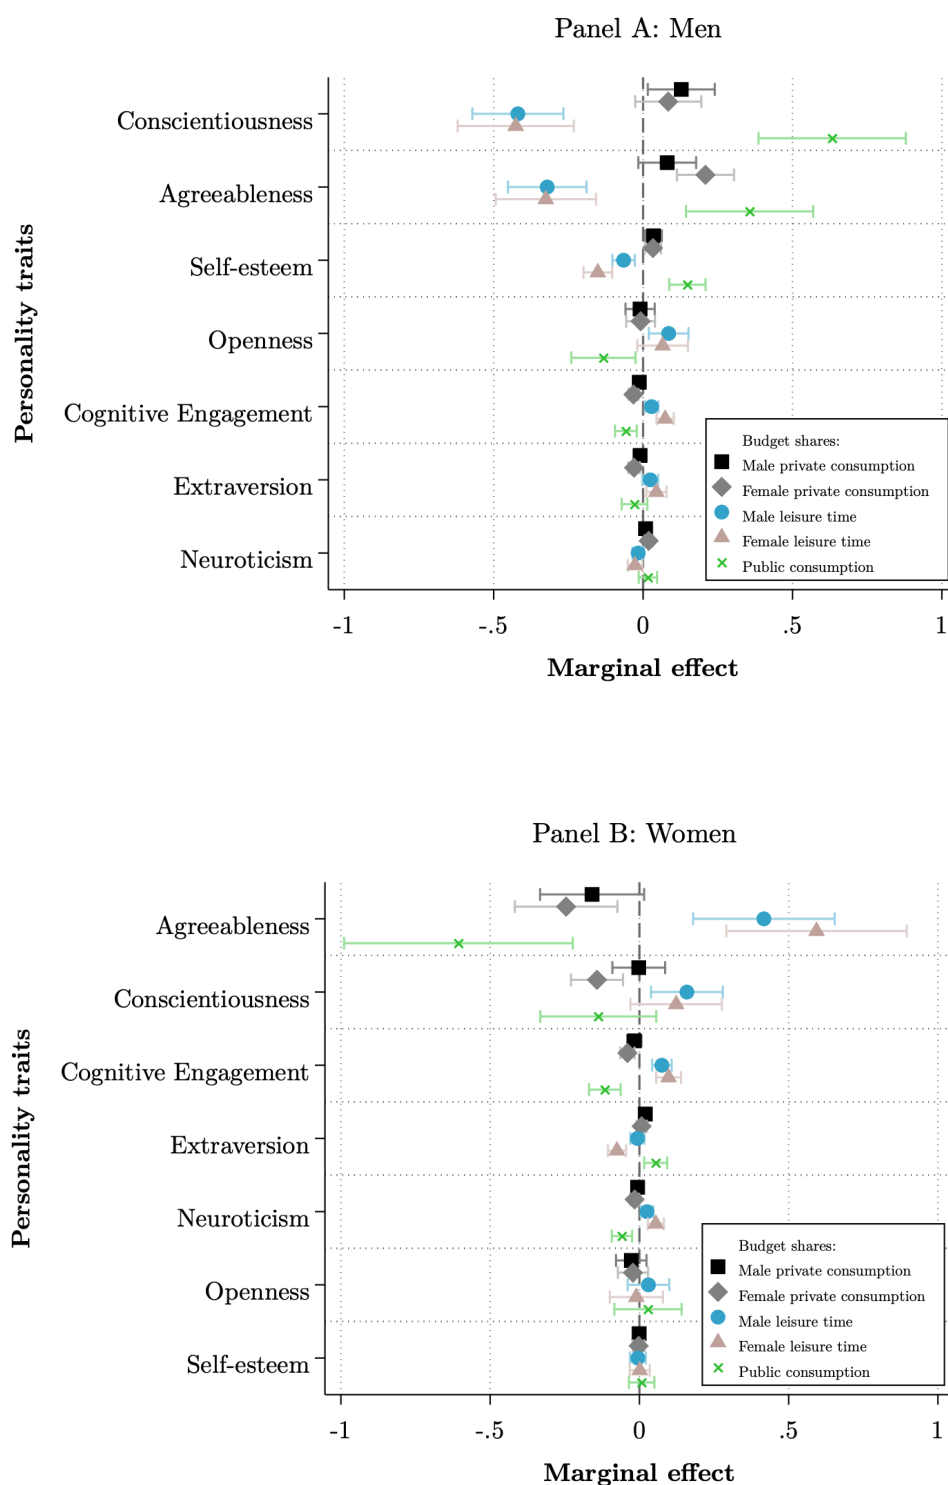 Panel A: Men
Personality traits
Conscientiousness
Agreeableness
Self-esteem
Openness
Cognitive Engagement
Extraversion
Neuroticism
Budget shares:
Male private consumption
Female private consumption
Male leisure time
Female leisure time
Public consumption
-1 -.5 0 .5 1
Marginal effect
Panel B: Women
Personality traits
Agreeableness
Conscientiousness
Cognitive Engagement
Extraversion
Neuroticism
Openness
Self-esteem
Budget shares:
Male private consumption
Female private consumption
Male leisure time
Female leisure time
Public consumption
-1 -.5 0 .5 1
Marginal effect